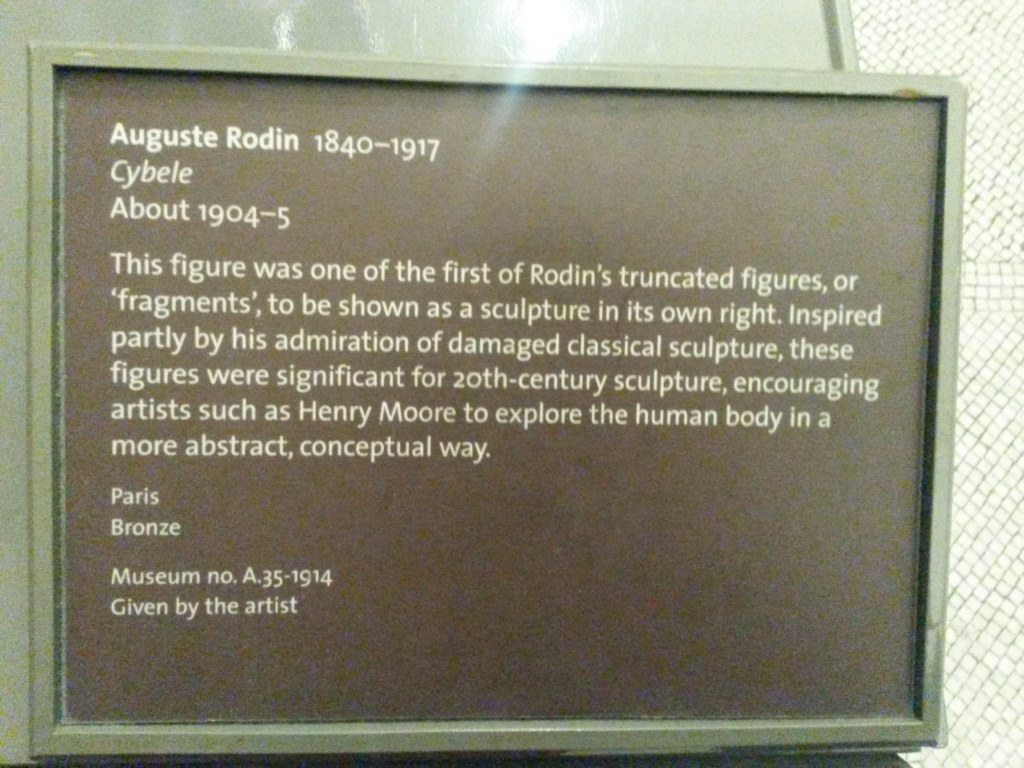 Auguste Rodin 1840–1917
Cybele
About 1904–5
This figure was one of the first of Rodin's truncated figures, or
'fragments', to be shown as a sculpture in its own right. Inspired
partly by his admiration of damaged classical sculpture, these
figures were significant for 20th-century sculpture, encouraging
artists such as Henry Moore to explore the human body in a
more abstract, conceptual way.
Paris
Bronze
Museum no. A.35-1914
Given by the artist